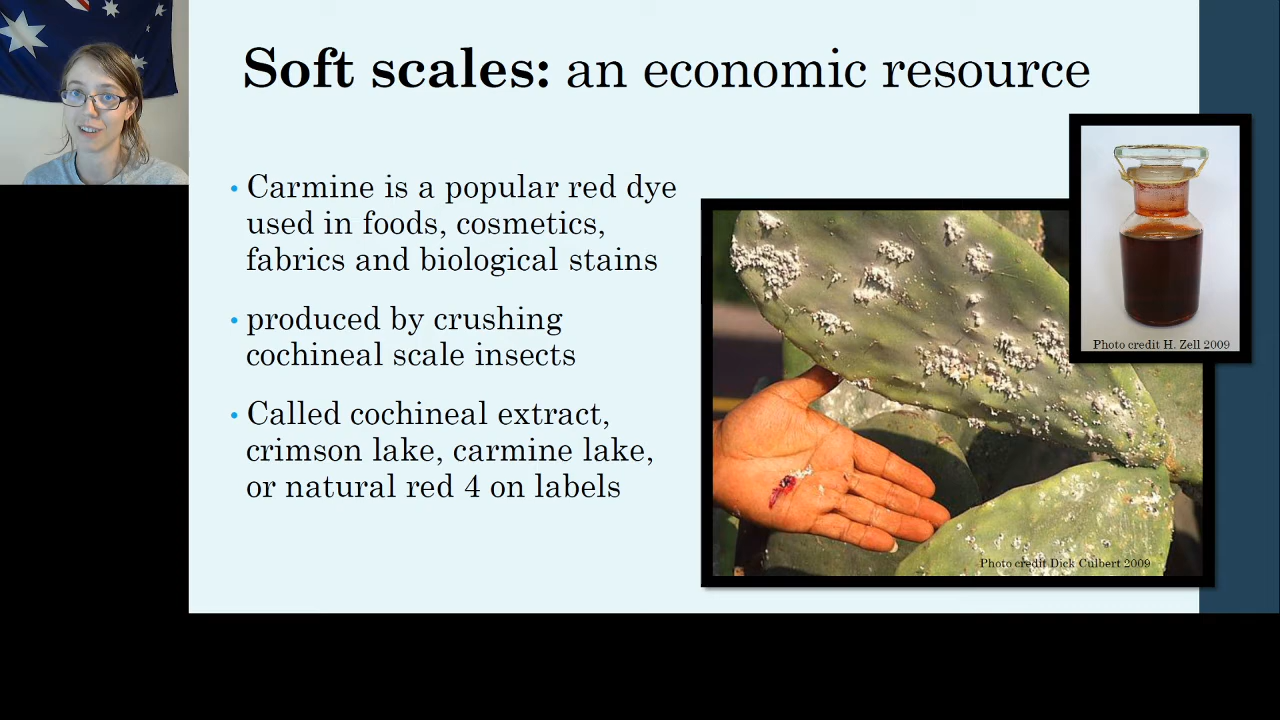 Soft scales: an economic resource
• Carmine is a popular red dye
used in foods, cosmetics,
fabrics and biological stains
• produced by crushing
cochineal scale insects
• Called cochineal extract,
crimson lake, carmine lake,
or natural red 4 on labels
Photo credit H. Zell 2009
Photo credit Dick Culbert 2009